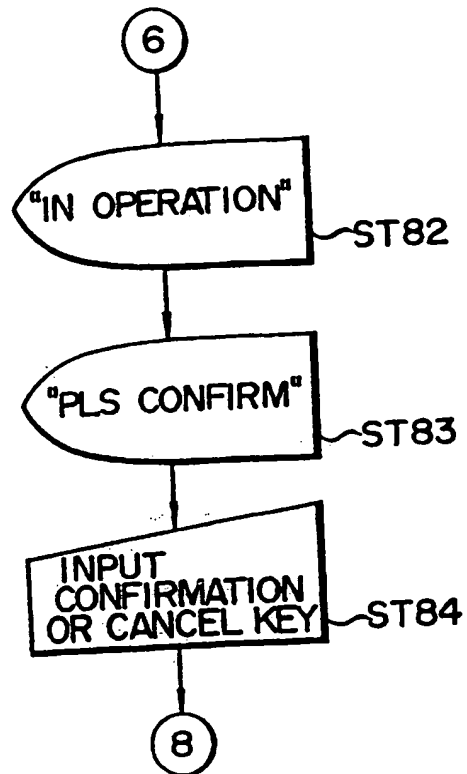 6
"IN OPERATION"
ST82
"PLS CONFIRM"
ST83
INPUT
CONFIRMATION
OR CANCEL KEY
ST84
8